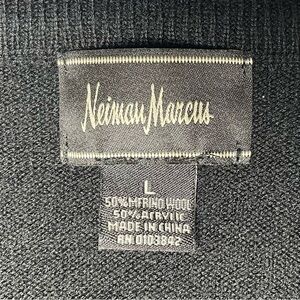 Neiman Marcus
L
50% MERINO WOOL
50% ACRYLIC
MADE IN CHINA
RN 0103842